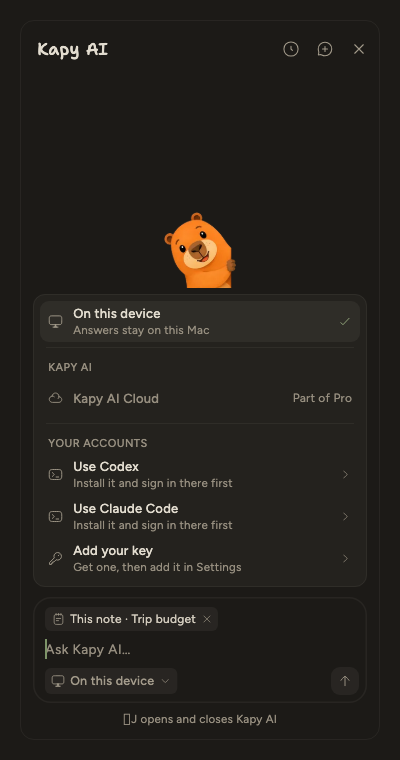 Kapy AI
On this device
Answers stay on this Mac
KAPY AI
Kapy AI Cloud
Part of Pro
YOUR ACCOUNTS
Use Codex
Install it and sign in there first
Use Claude Code
Install it and sign in there first
Add your key
Get one, then add it in Settings
This note · Trip budget
Ask Kapy AI...
On this device
J opens and closes Kapy AI